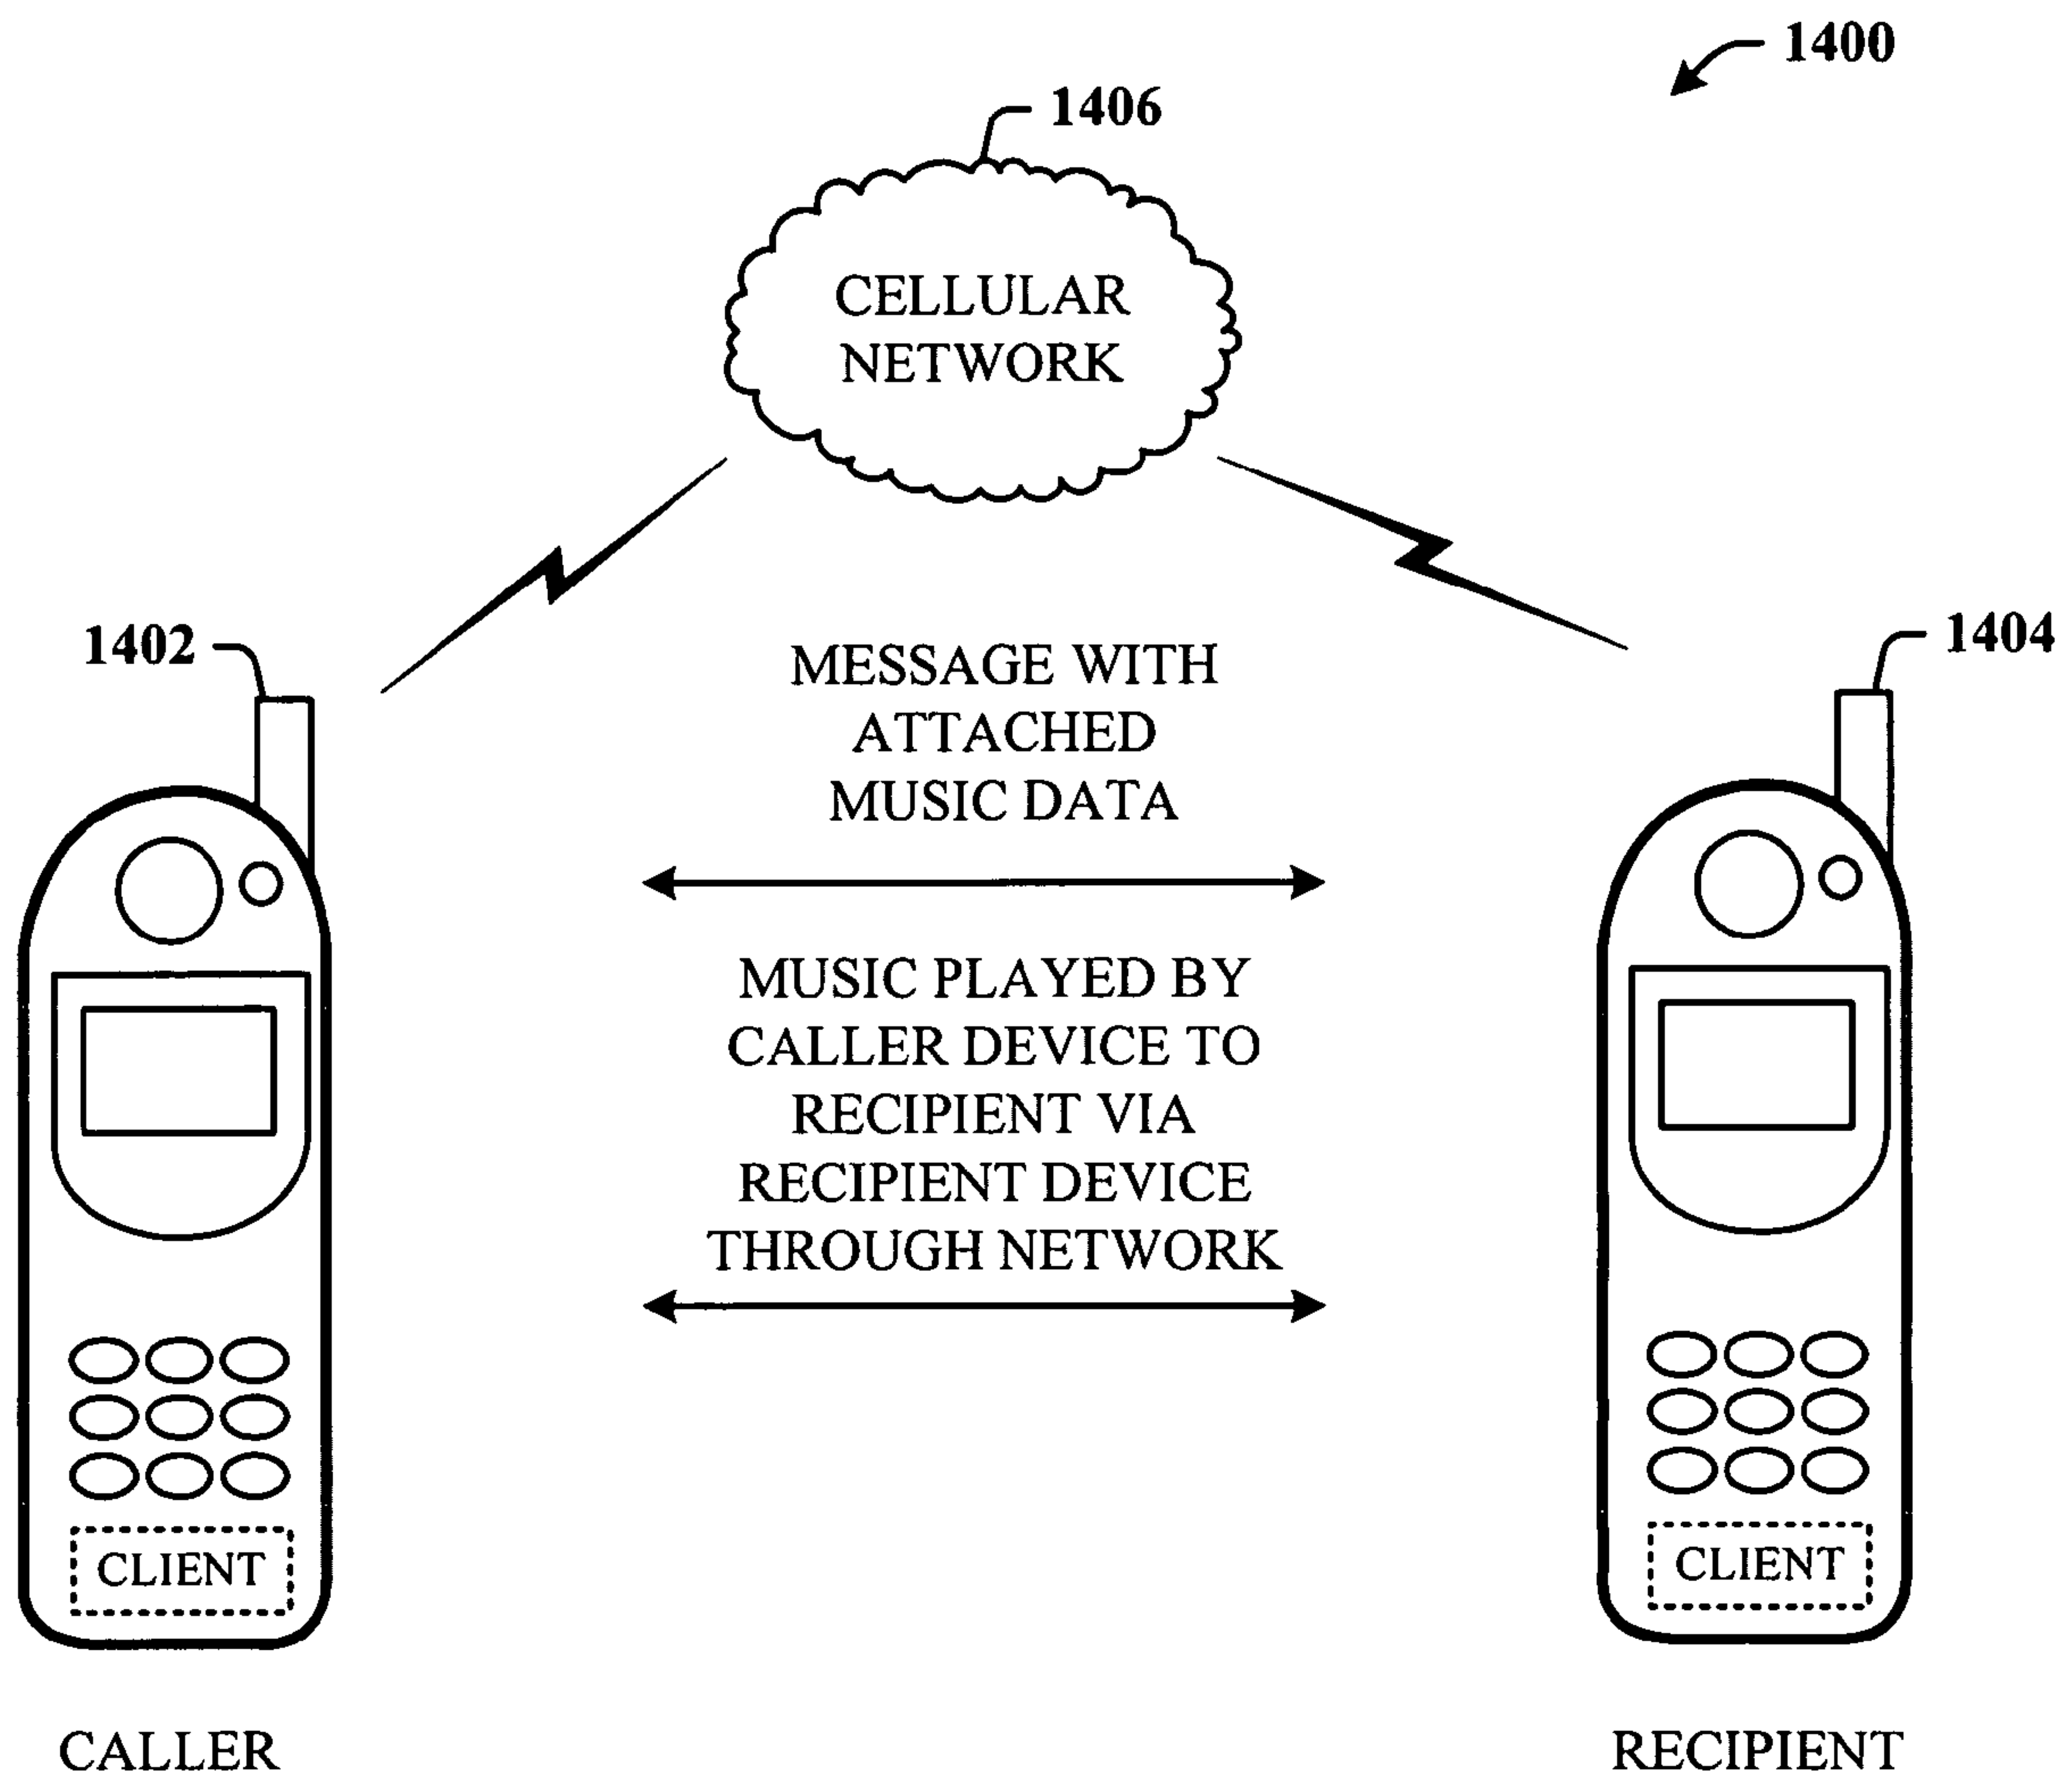 1400
1406
CELLULAR
NETWORK
1402
1404
MESSAGE WITH
ATTACHED
MUSIC DATA
MUSIC PLAYED BY
CALLER DEVICE TO
RECIPIENT VIA
RECIPIENT DEVICE
THROUGH NETWORK
CLIENT
CLIENT
CALLER
RECIPIENT